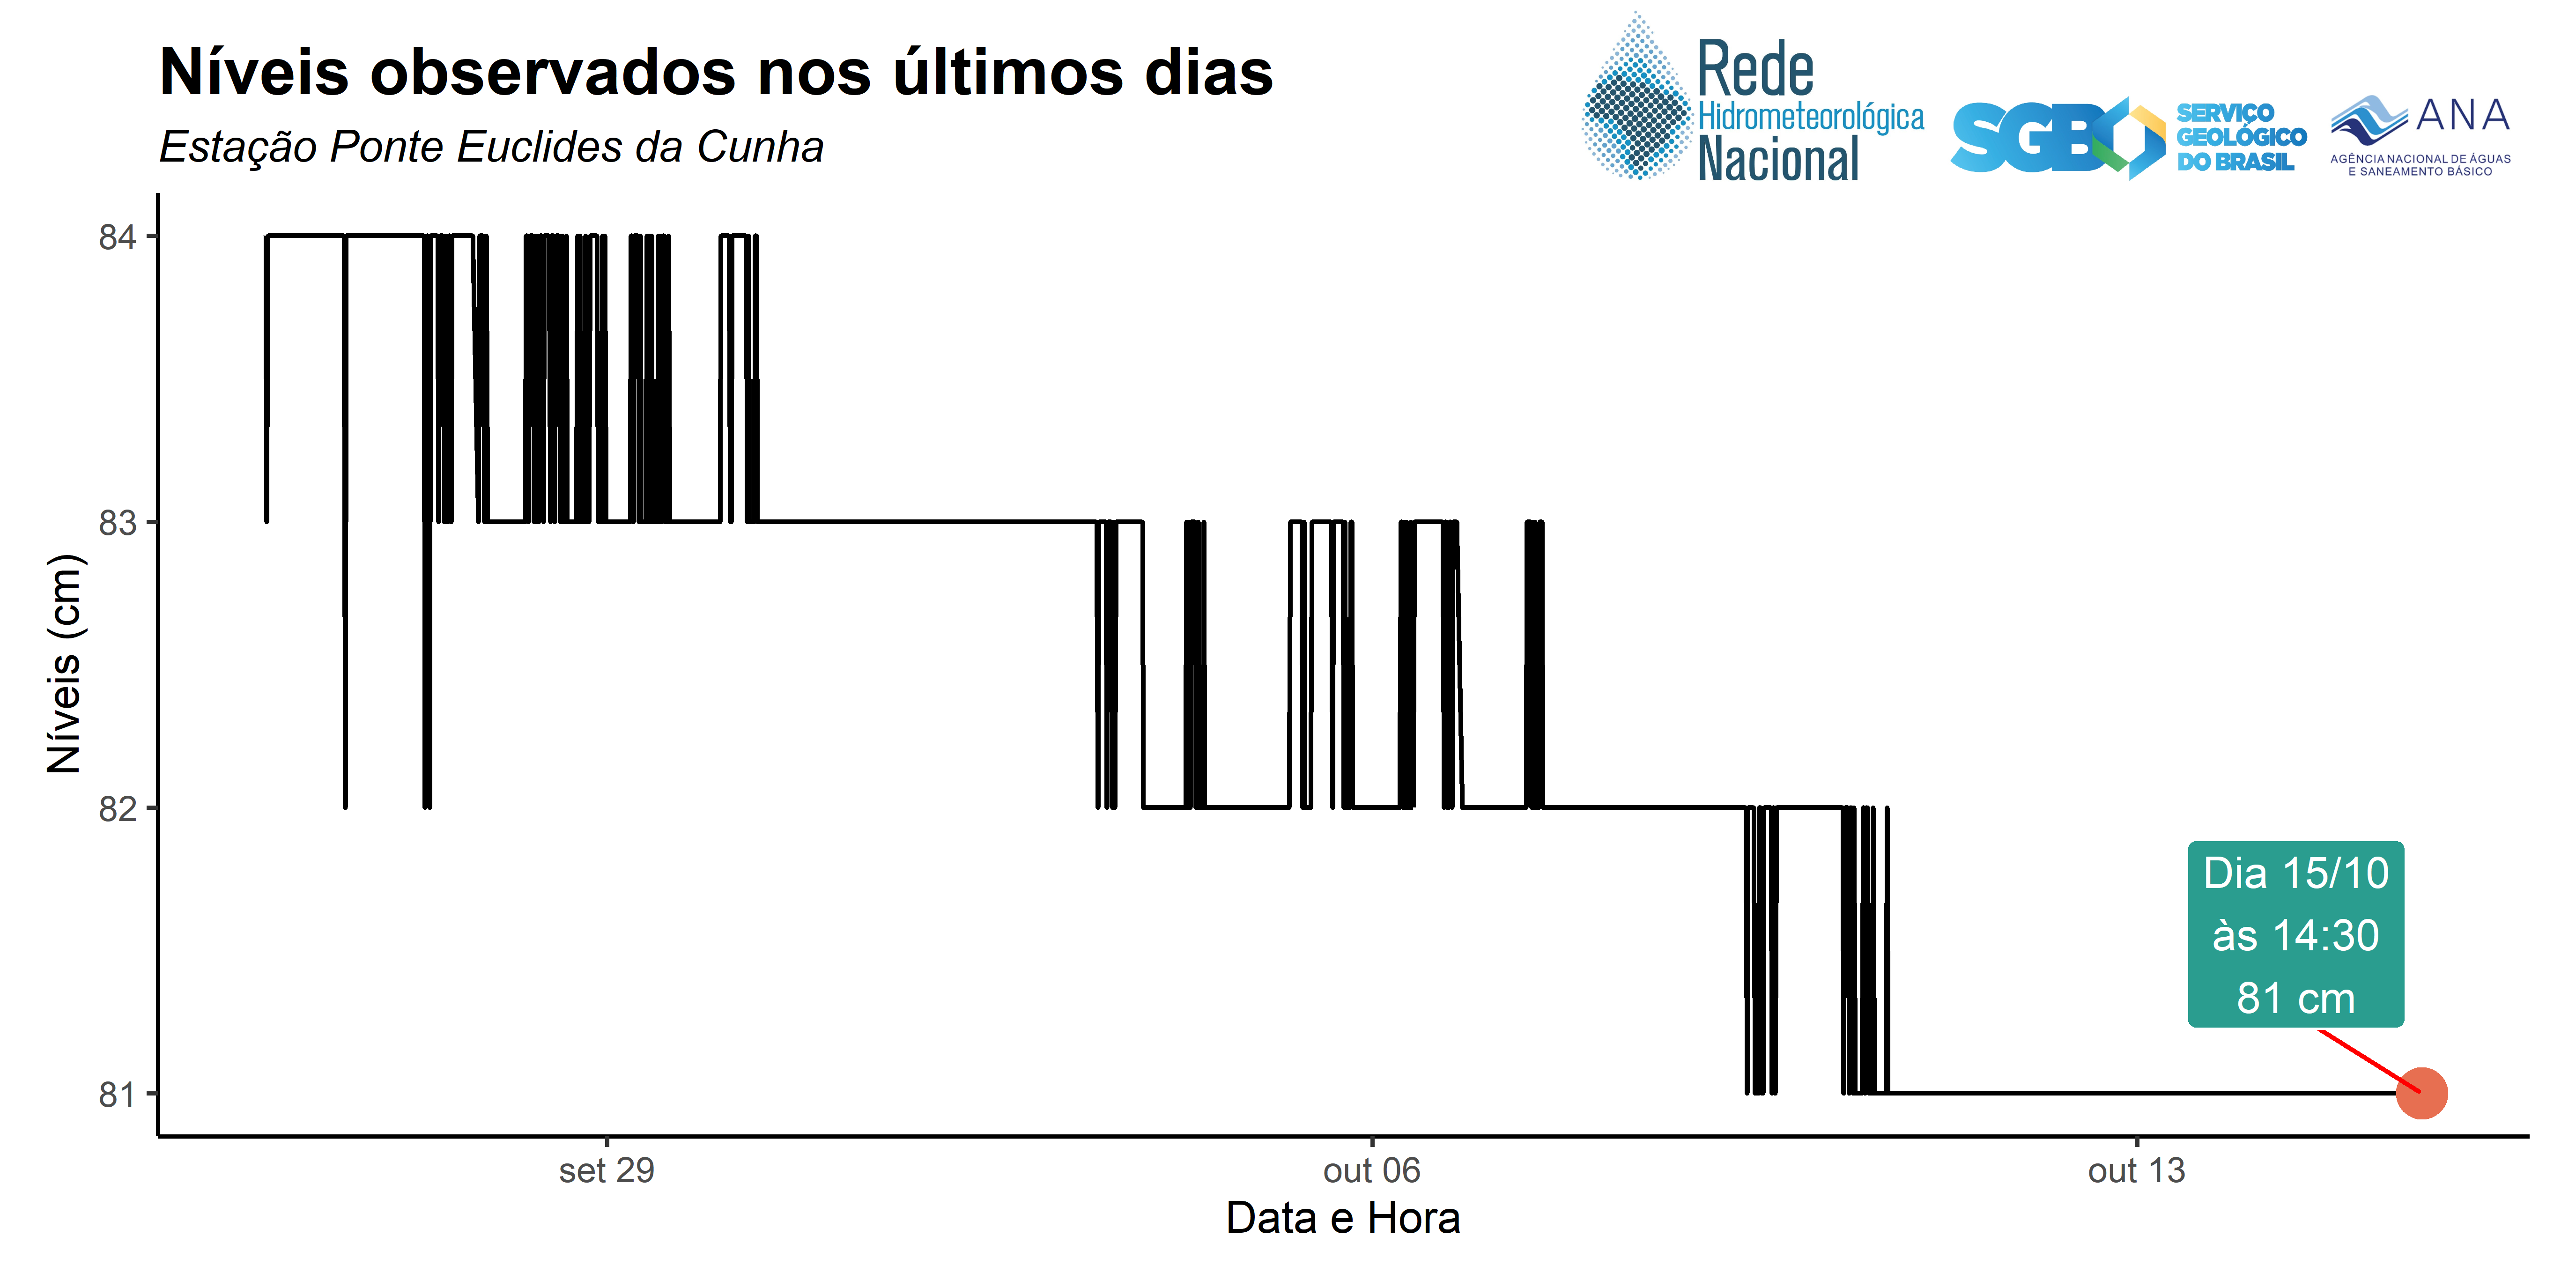 Níveis observados nos últimos dias
Estação Ponte Euclides da Cunha
Rede
Hidrometeorológica
Nacional
SGB
SERVIÇO
GEOLÓGICO
DO BRASIL
ANA
AGÊNCIA NACIONAL DE ÁGUAS
E SANEAMENTO BÁSICO
Níveis (cm)
84
83
82
81
Dia 15/10
às 14:30
81 cm
set 29
out 06
out 13
Data e Hora